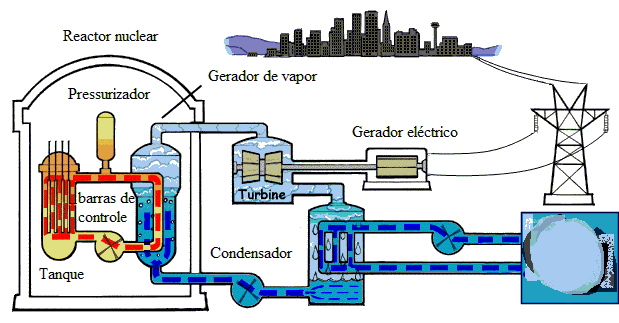 Reactor nuclear
Gerador de vapor
Pressurizador
Gerador eléctrico
Turbine
barras de
controle
Condensador
Tanque